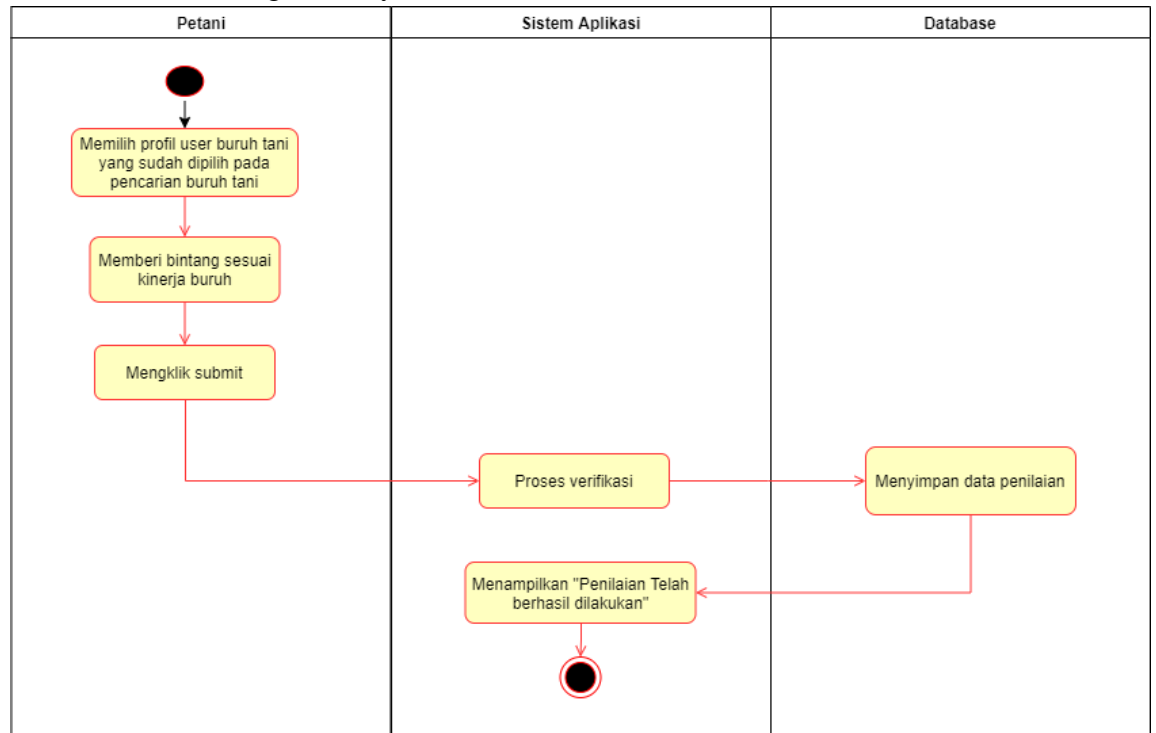 Petani
Sistem Aplikasi
Database
Memilih profil user buruh tani
yang sudah dipilih pada
pencarian buruh tani
Memberi bintang sesuai
kinerja buruh
Mengklik submit
Proses verifikasi
Menyimpan data penilaian
Menampilkan "Penilaian Telah
berhasil dilakukan"